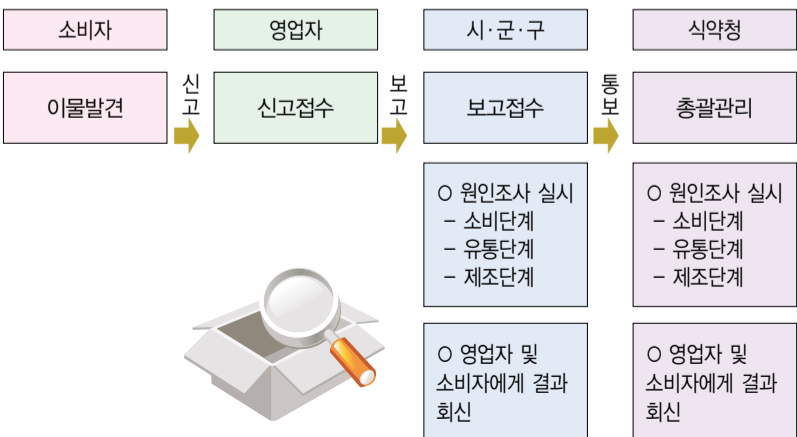 소비자
영업자
시·군·구
식약청
이물발견
신고
신고접수
보고
보고접수
통보
총괄관리
○ 원인조사 실시
- 소비단계
- 유통단계
- 제조단계
○ 원인조사 실시
- 소비단계
- 유통단계
- 제조단계
○ 영업자 및
소비자에게 결과
회신
○ 영업자 및
소비자에게 결과
회신